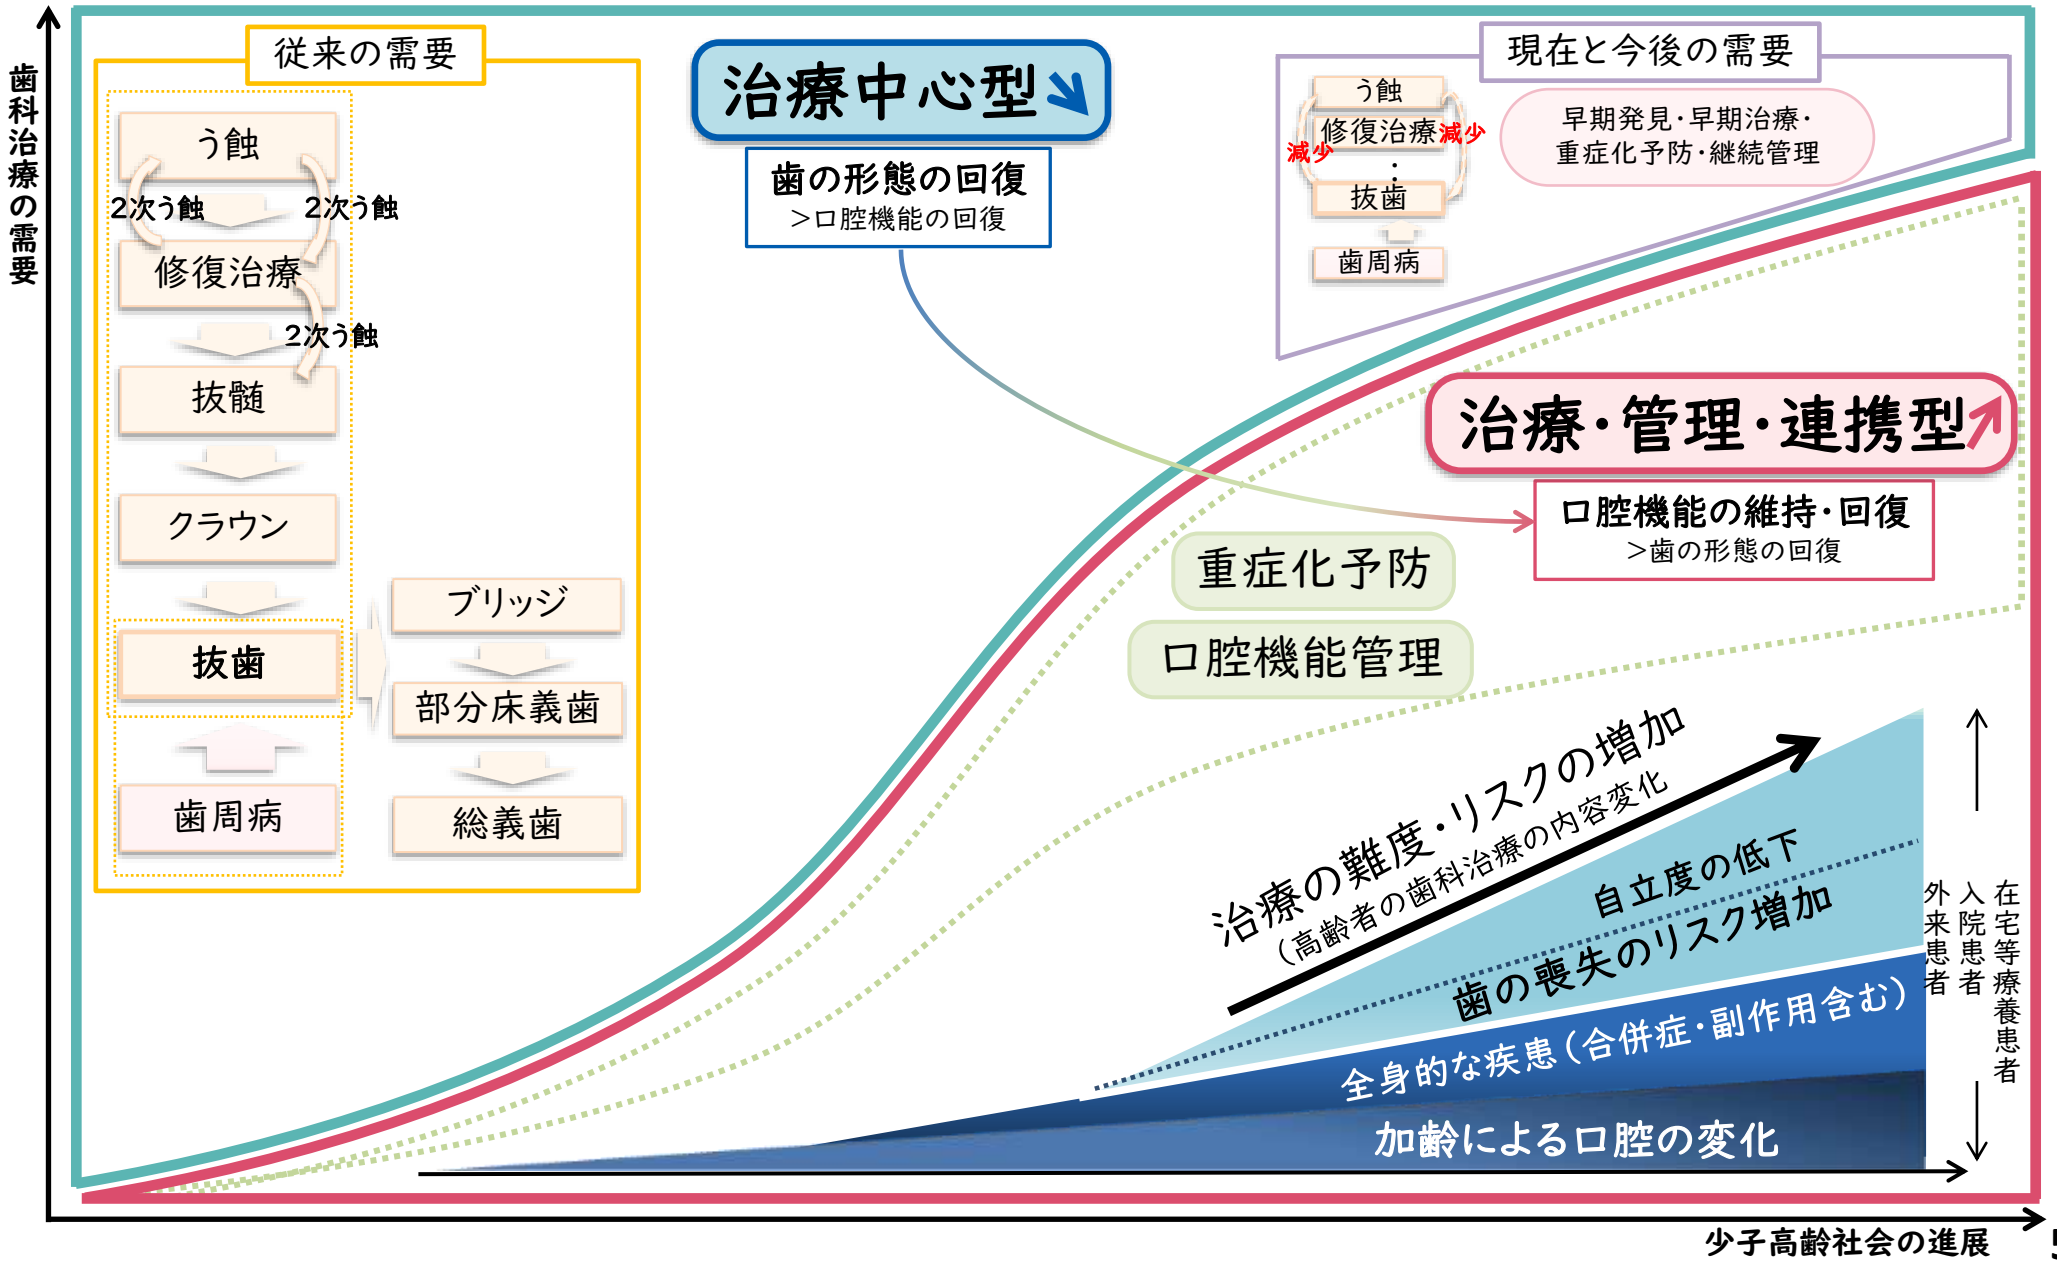 歯科治療の需要
従来の需要
う蝕
2次う蝕
2次う蝕
修復治療
2次う蝕
抜髄
クラウン
抜歯
歯周病
ブリッジ
部分床義歯
総義歯
治療中心型
歯の形態の回復
>口腔機能の回復
現在と今後の需要
う蝕
修復治療
減少
減少
:
抜歯
歯周病
早期発見・早期治療・
重症化予防・継続管理
治療・管理・連携型
口腔機能の維持・回復
>歯の形態の回復
重症化予防
口腔機能管理
治療の難度・リスクの増加
(高齢者の歯科治療の内容変化)
自立度の低下
歯の喪失のリスク増加
全身的な疾患(合併症・副作用含む)
加齢による口腔の変化
外来患者
入院患者
在宅等療養患者
少子高齢社会の進展